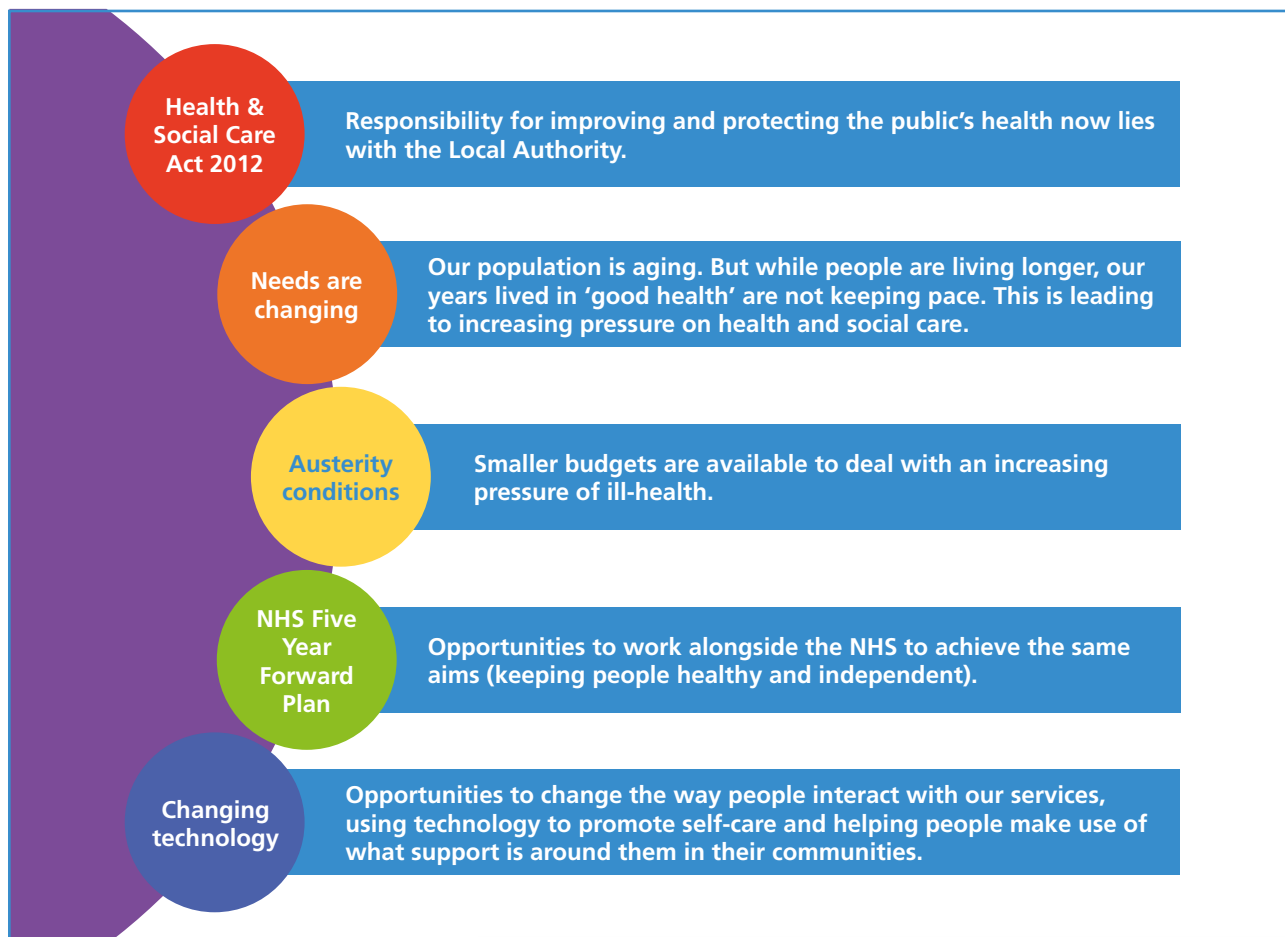 Health &
Social Care
Act 2012
Responsibility for improving and protecting the public’s health now lies
with the Local Authority.
Needs are
changing
Our population is aging. But while people are living longer, our
years lived in ‘good health’ are not keeping pace. This is leading
to increasing pressure on health and social care.
Austerity
conditions
Smaller budgets are available to deal with an increasing
pressure of ill-health.
NHS Five
Year
Forward
Plan
Opportunities to work alongside the NHS to achieve the same
aims (keeping people healthy and independent).
Changing
technology
Opportunities to change the way people interact with our services,
using technology to promote self-care and helping people make use of
what support is around them in their communities.